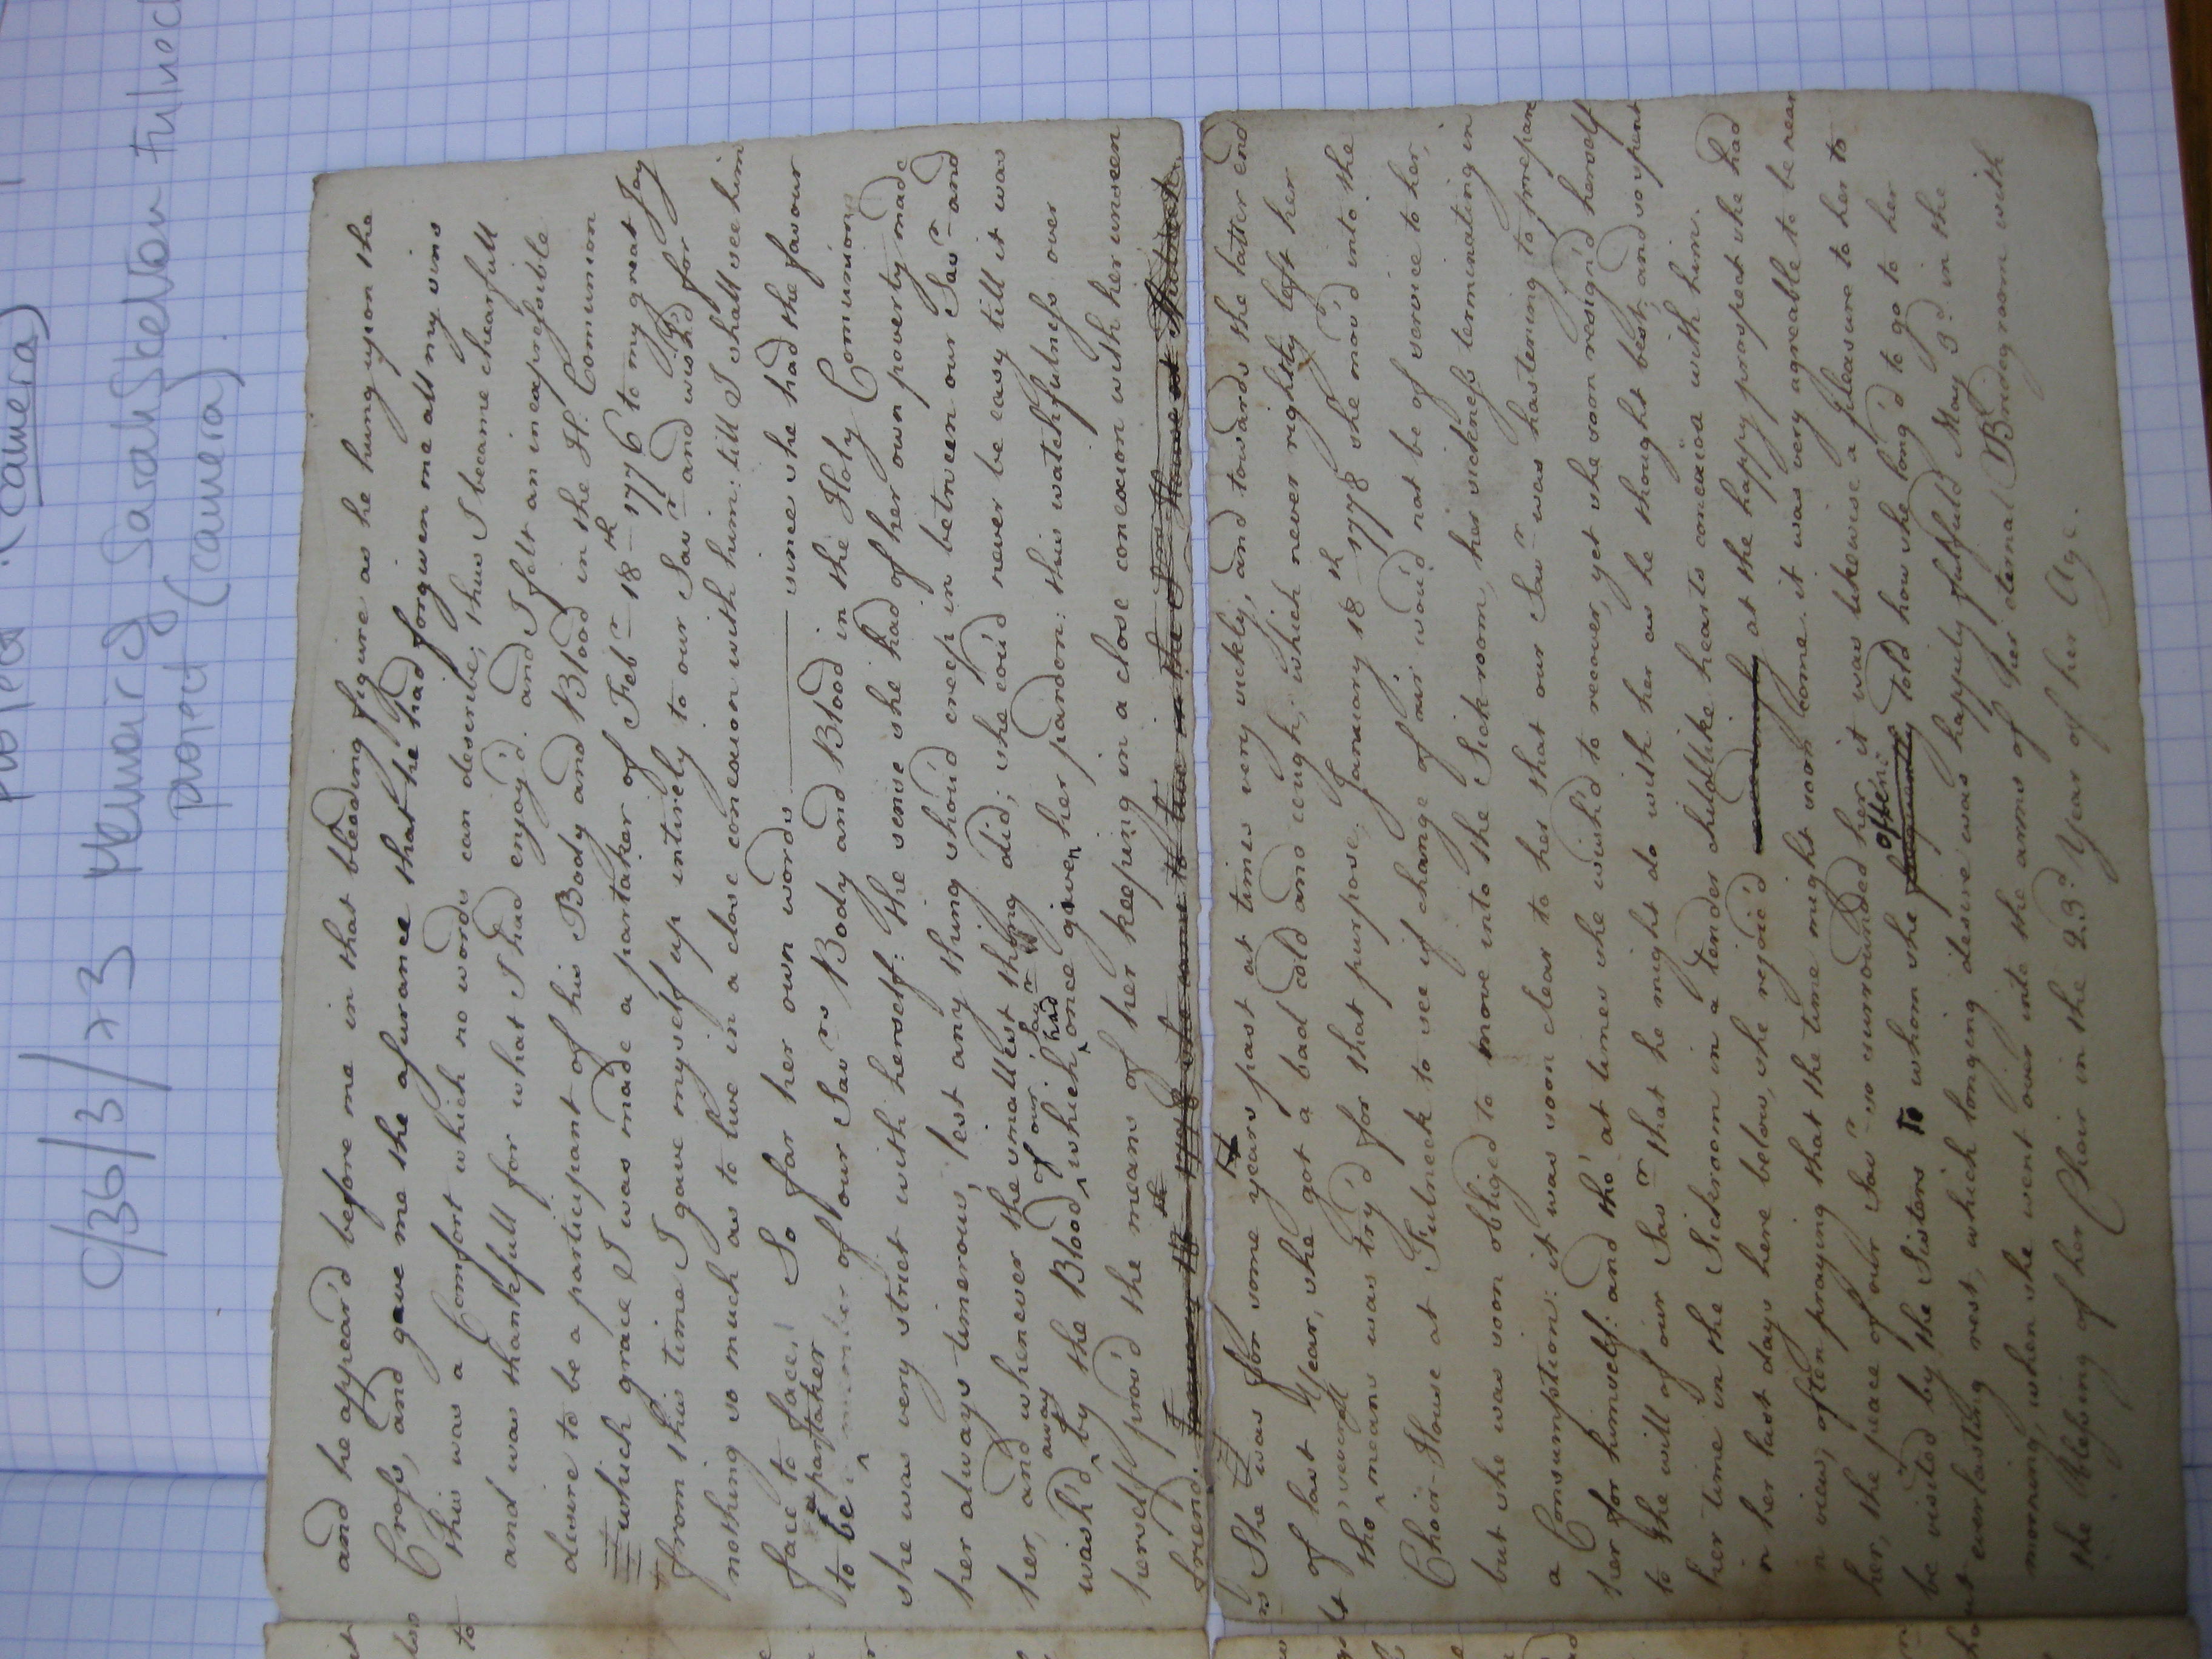 project (camera)
C/36/3/73 Memoir of Sarah Skelton Fulneck
project (camera).
and he appear'd before me in that bleeding figure as he hung upon the
Cross, and gave me the asurance that he had forgiven me all my sins
this was a Comfort which no words can describe; thus I became chearfull
and was thankfull for what I had enjoy'd. and I felt an inexpressible
desire to be a participant of his Body and Blood in the H: Comunion
which grace I was made a partaker of Feb^r 18^th 1776 to my great Joy
from this time I gave myself up intirely to our Sav^r and wish'd for
nothing so much as to live in a close conexion with him: till I shall see him
face to face. So far her own words ——— since she had the favour
a partaker
to be ^ of our Sav^rs Body and Blood in the Holy Comunion
she was very strict with herself: the sense she had of her own poverty made
her always timerous, lest any thing shou'd creep in between our Sav^r and
her, and whenever the smallest thing did; she cou'd never be easy till it was
away of our Sav^r had
wash'd ^ by the Blood ^ which ^ once given her pardon: this watchfulness over
herself prov'd the means of her keeping in a close conexion with her unseen
friend. January 18^th 1778 she came to live in the S^rs House at Fulneck.
She was for some years past at times very sickly, and towards the latter end
of last Year, she got a bad cold and cough, which never rightly left her
severall
tho ^ means was try'd for that purpose. January 18^th 1778 she mov'd into the
Choir-House at Fulneck to see if change of air wou'd not be of service to her,
but she was soon obliged to move into the Sick-room, her sickness terminating in
a Consumption: it was soon clear to her that our Sav^r was hastening to prepare
her for himself: and tho' at times she wish'd to recover, yet she soon resign'd herself
to the will of our Sav^r that he might do with her as he thought best, and so spent
her time in the Sickroom in a tender childlike hearts conexion with him.
in her last days here below, she rejoic'd exceedingly at the happy prospect she had
in view, often praying that the time might soon come. it was very agreable to be near
her, the peace of our Sav^r so surrounded her, it was likewise a pleasure to her to
often
be visited by the Sisters to whom she frequently told how she long'd to go to her
everlasting rest, which longing desire was happily fulful'd May 3^d in the
morning, when she went over into the arms of her eternal Bridegroom with
the blessing of her Choir in the 23^d Year of her Age.